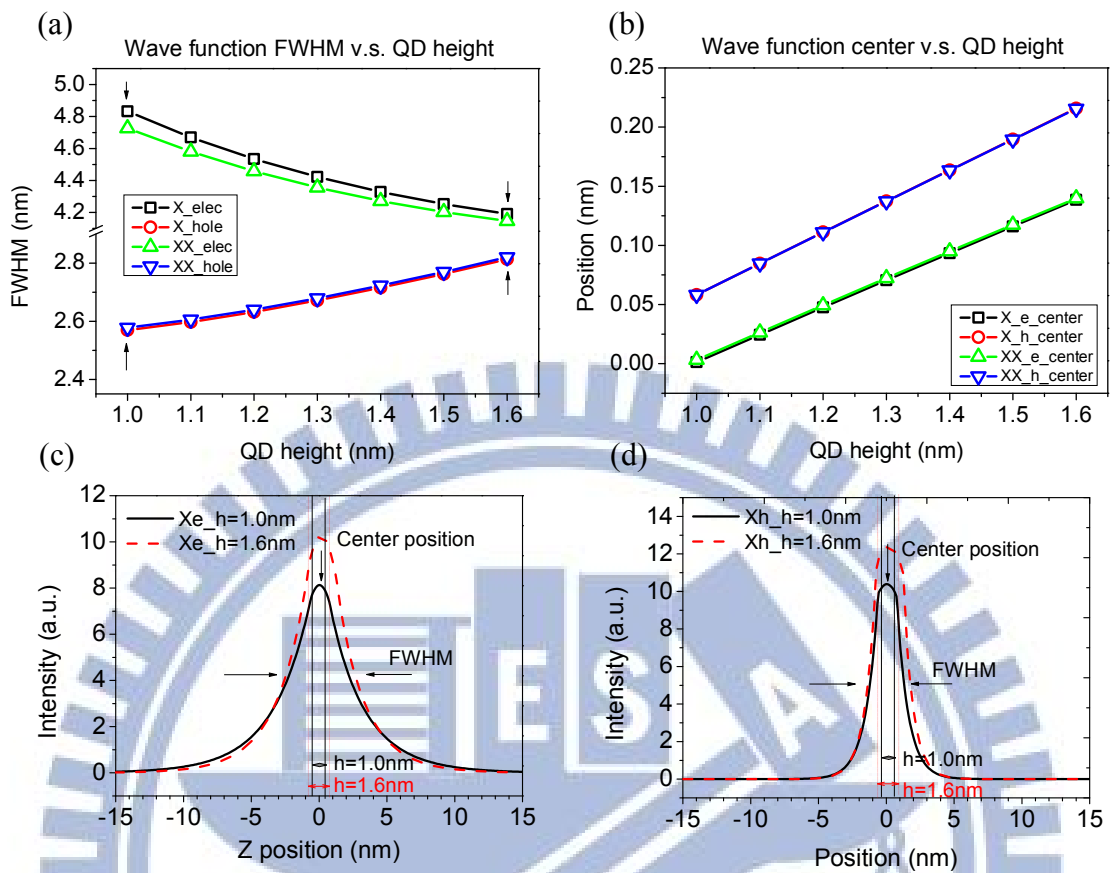 (a)
Wave function FWHM v.s. QD height
5.0
4.8
4.6
4.4
4.2
2.8
2.6
2.4
FWHM (nm)
X_elec
X_hole
XX_elec
XX_hole
1.0 1.1 1.2 1.3 1.4 1.5 1.6
QD height (nm)
(b)
Wave function center v.s. QD height
0.25
0.20
0.15
0.10
0.05
0.00
Position (nm)
X_e_center
X_h_center
XX_e_center
XX_h_center
1.0 1.1 1.2 1.3 1.4 1.5 1.6
QD height (nm)
(c)
12
10
8
6
4
2
0
Intensity (a.u.)
Xe_h=1.0nm
Xe_h=1.6nm
Center position
FWHM
h=1.0nm
h=1.6nm
-15 -10 -5 0 5 10 15
Z position (nm)
(d)
14
12
10
8
6
4
2
0
Intensity (a.u.)
Xh_h=1.0nm
Xh_h=1.6nm
Center position
FWHM
h=1.0nm
h=1.6nm
-15 -10 -5 0 5 10 15
Position (nm)
E S A
8